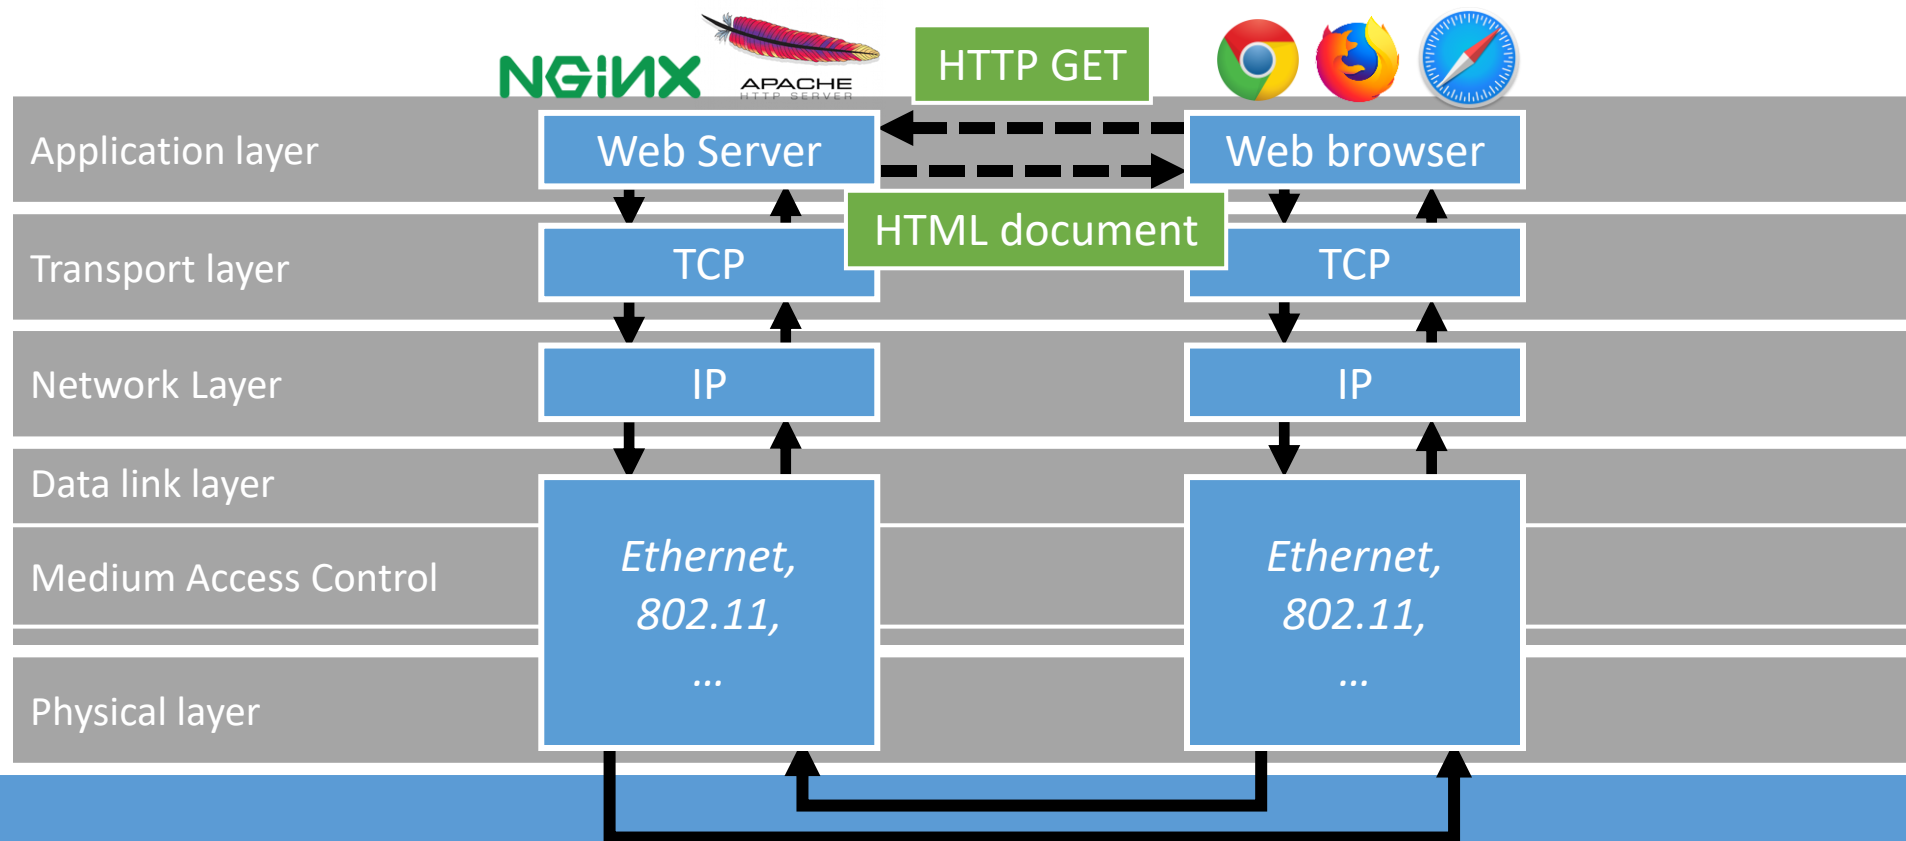 NGINX
APACHE
HTTP SERVER
HTTP GET
Application layer
Web Server
Web browser
HTML document
Transport layer
TCP
TCP
Network Layer
IP
IP
Data link layer
Medium Access Control
Physical layer
Ethernet,
802.11,
...
Ethernet,
802.11,
...